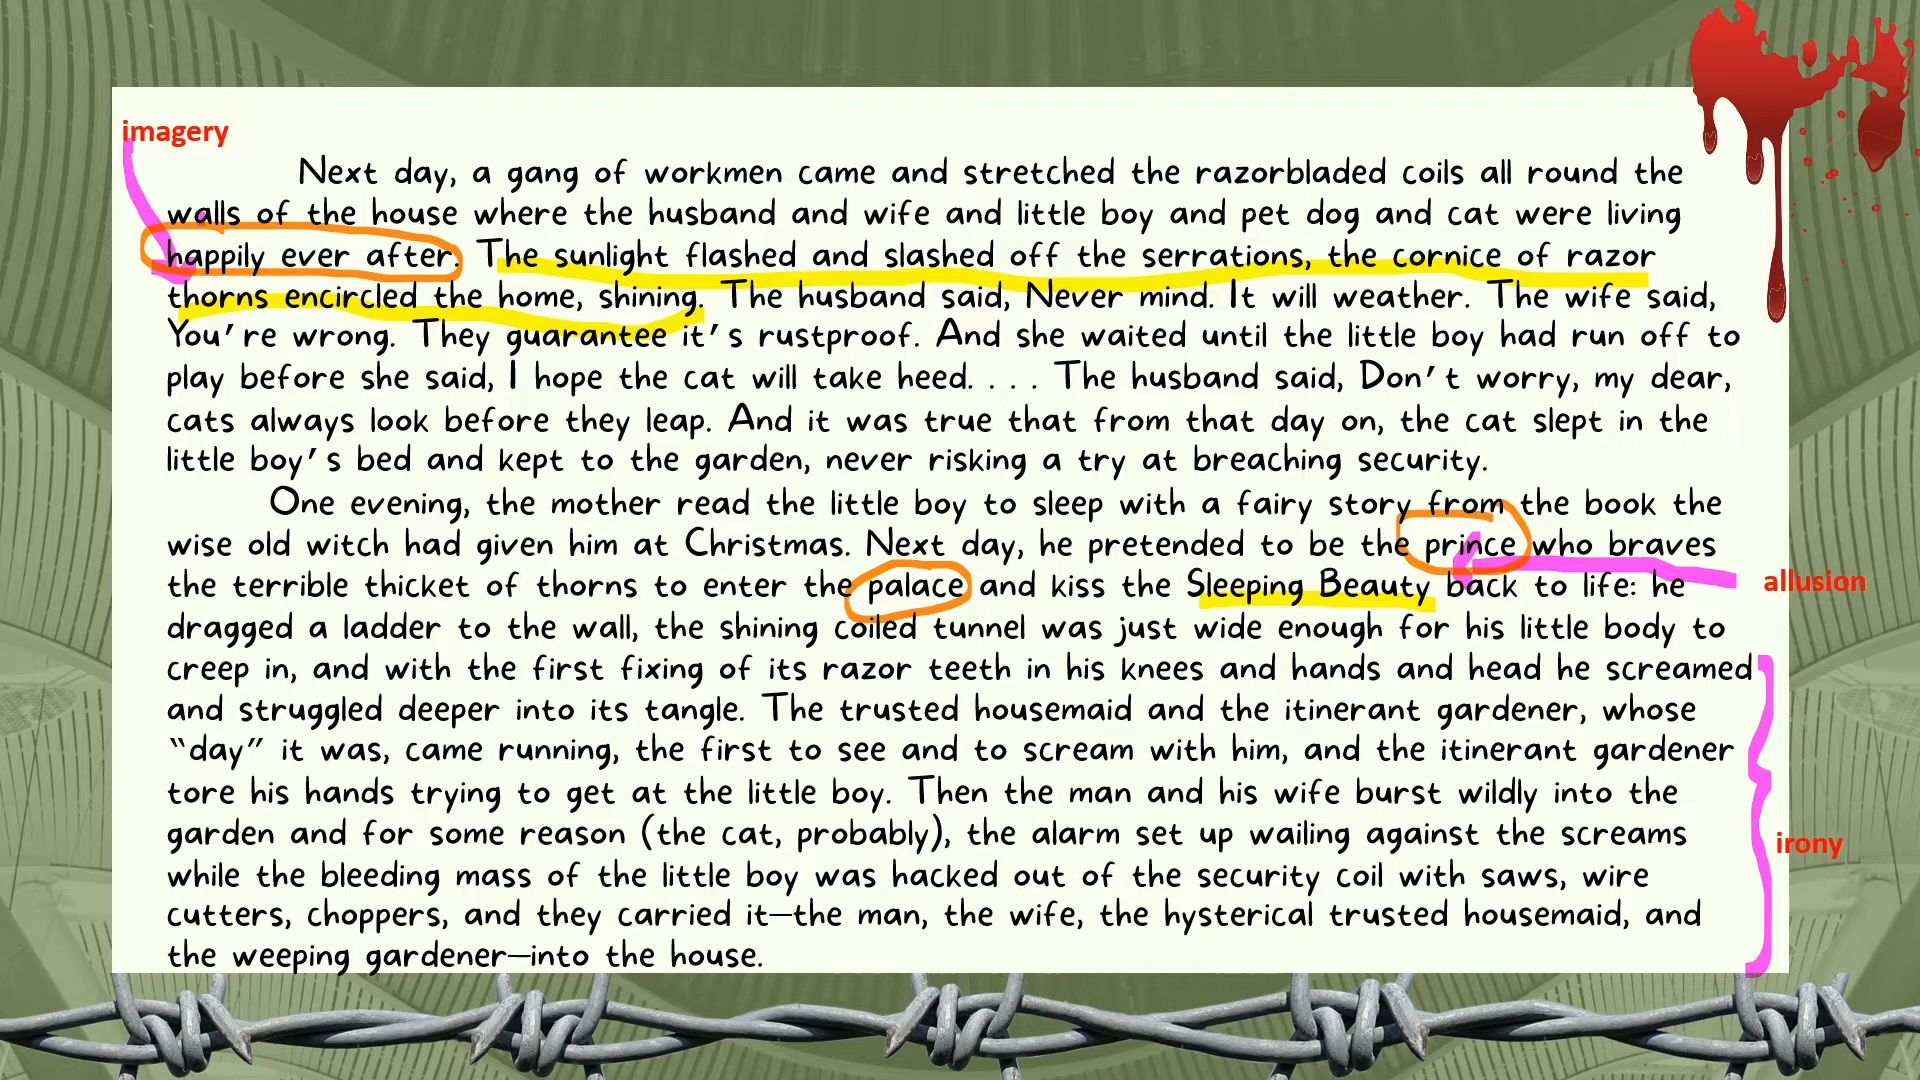 imagery
Next day, a gang of workmen came and stretched the razorbladed coils all round the
walls of the house where the husband and wife and little boy and pet dog and cat were living
happily ever after. The sunlight flashed and slashed off the serrations, the cornice of razor
thorns encircled the home, shining. The husband said, Never mind. It will weather. The wife said,
You're wrong. They guarantee it's rustproof. And she waited until the little boy had run off to
play before she said, I hope the cat will take heed. . . . The husband said, Don't worry, my dear,
cats always look before they leap. And it was true that from that day on, the cat slept in the
little boy's bed and kept to the garden, never risking a try at breaching security.
One evening, the mother read the little boy to sleep with a fairy story from the book the
wise old witch had given him at Christmas. Next day, he pretended to be the prince who braves
the terrible thicket of thorns to enter the palace and kiss the Sleeping Beauty back to life: he
allusion
dragged a ladder to the wall, the shining coiled tunnel was just wide enough for his little body to
creep in, and with the first fixing of its razor teeth in his knees and hands and head he screamed
and struggled deeper into its tangle. The trusted housemaid and the itinerant gardener, whose
"day" it was, came running, the first to see and to scream with him, and the itinerant gardener
tore his hands trying to get at the little boy. Then the man and his wife burst wildly into the
garden and for some reason (the cat, probably), the alarm set up wailing against the screams
irony
while the bleeding mass of the little boy was hacked out of the security coil with saws, wire
cutters, choppers, and they carried it—the man, the wife, the hysterical trusted housemaid, and
the weeping gardener—into the house.